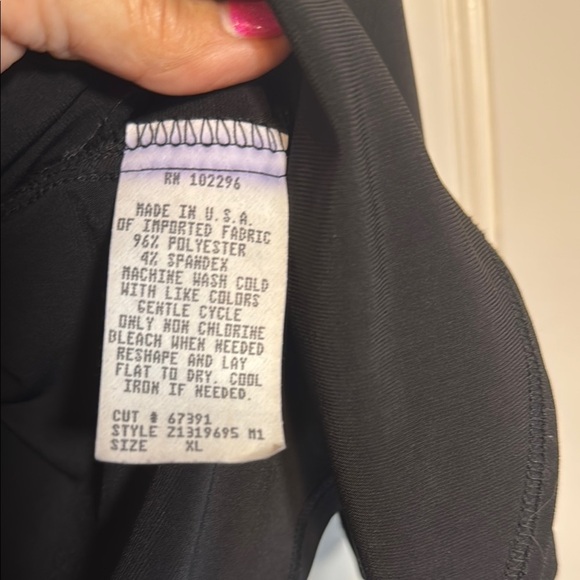 RN 102296
MADE IN U.S.A.
OF IMPORTED FABRIC
96% POLYESTER
4% SPANDEX
MACHINE WASH COLD
WITH LIKE COLORS
GENTLE CYCLE
ONLY NON CHLORINE
BLEACH WHEN NEEDED
RESHAPE AND LAY
FLAT TO DRY. COOL
IRON IF NEEDED.
CUT # 67391
STYLE Z1319695 M1
SIZE XL